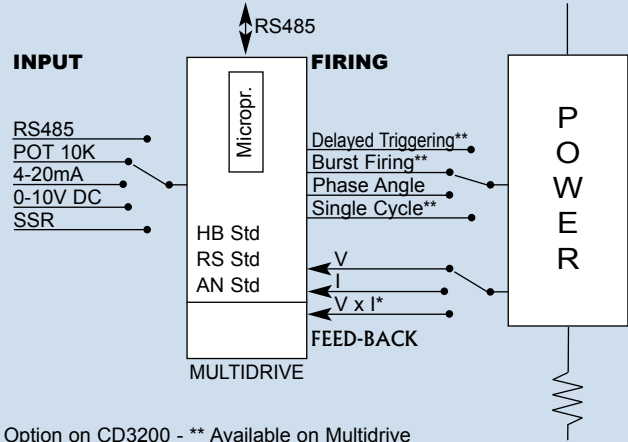 RS485
INPUT
FIRING
Micropr.
RS485
POT 10K
4-20mA
0-10V DC
SSR
Delayed Triggering**
Burst Firing**
Phase Angle
Single Cycle**
HB Std
RS Std
AN Std
V
I
V x I*
FEED-BACK
MULTIDRIVE
POWER
Option on CD3200 - ** Available on Multidrive